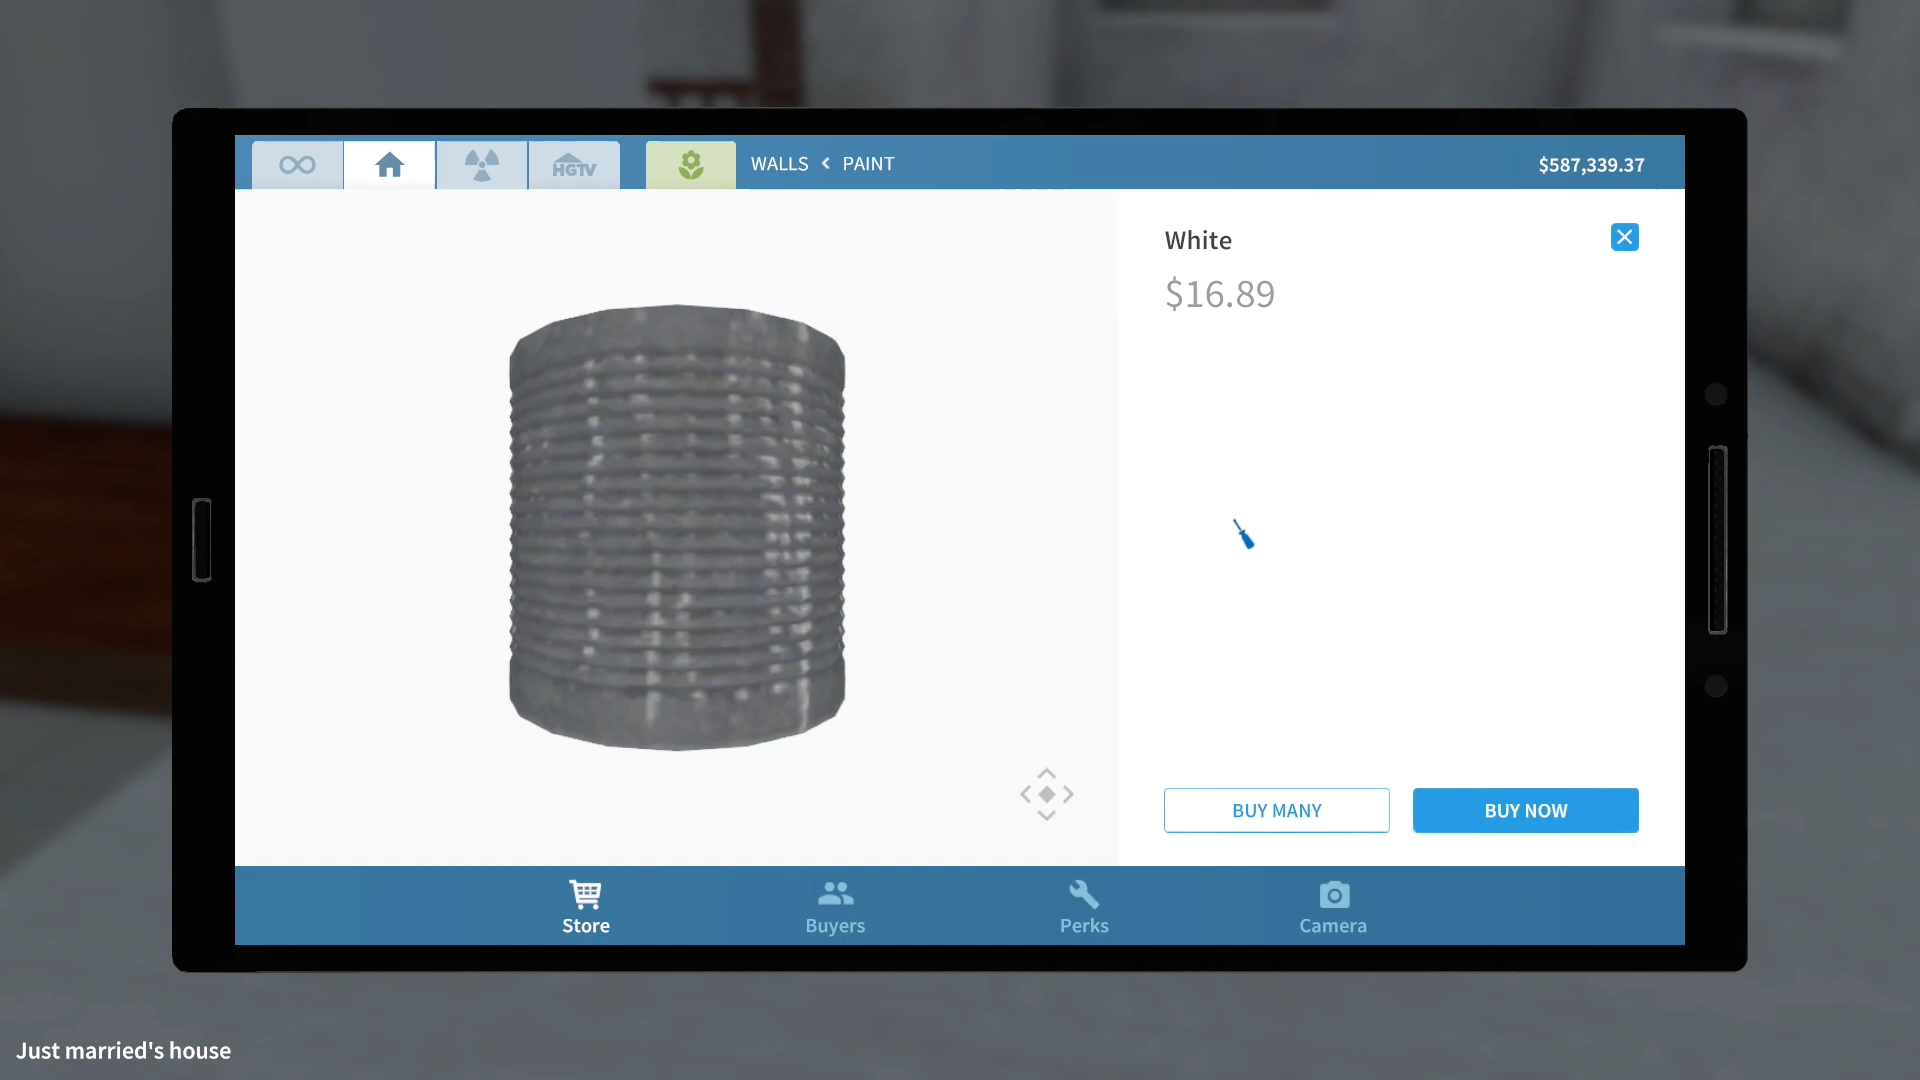 HGTV
WALLS < PAINT
$587,339.37
White
$16.89
BUY MANY
BUY NOW
Store
Buyers
Perks
Camera
Just married's house